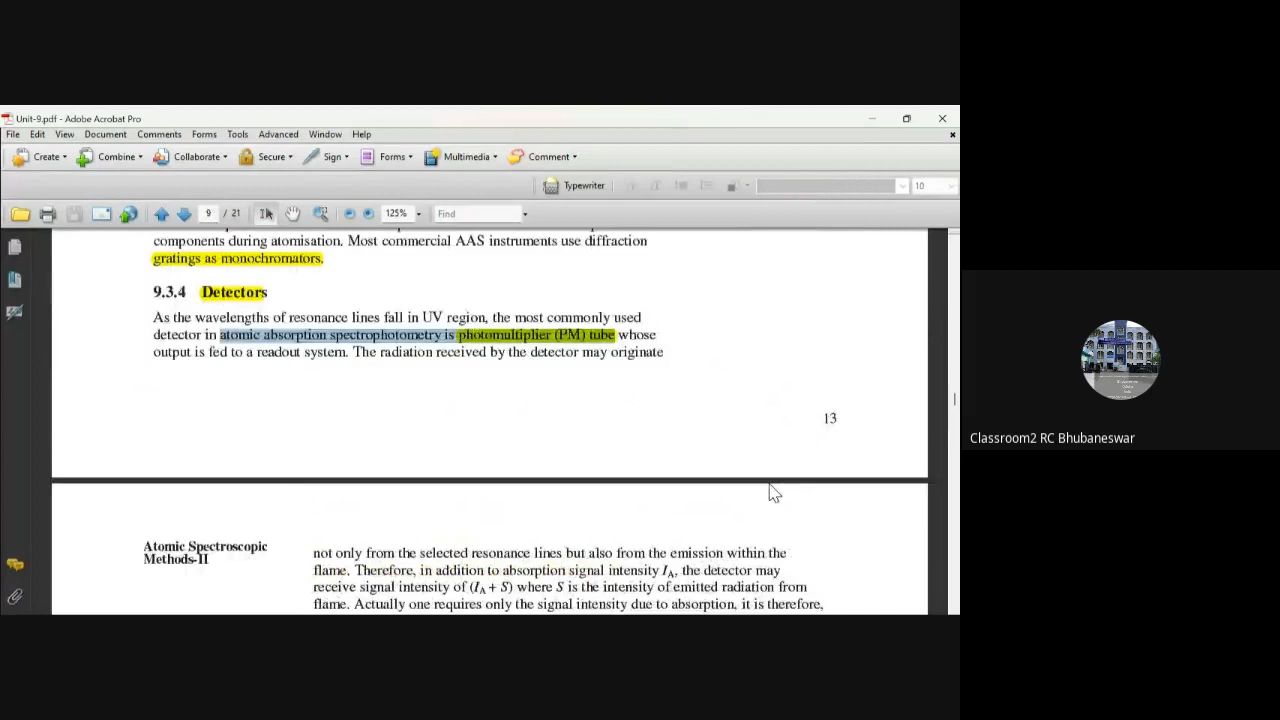 Unit-9.pdf - Adobe Acrobat Pro
File Edit View Document Comments Forms Tools Advanced Window Help
Create Combine Collaborate Secure Sign Forms Multimedia Comment
Typewriter 10
9 / 21 125% Find
components during atomisation. Most commercial AAS instruments use diffraction
gratings as monochromators.
9.3.4 Detectors
As the wavelengths of resonance lines fall in UV region, the most commonly used
detector in atomic absorption spectrophotometry is photomultiplier (PM) tube whose
output is fed to a readout system. The radiation received by the detector may originate
13
Atomic Spectroscopic
Methods-II
not only from the selected resonance lines but also from the emission within the
flame. Therefore, in addition to absorption signal intensity IA, the detector may
receive signal intensity of (IA + S) where S is the intensity of emitted radiation from
flame. Actually one requires only the signal intensity due to absorption, it is therefore,
Classroom2 RC Bhubaneswar